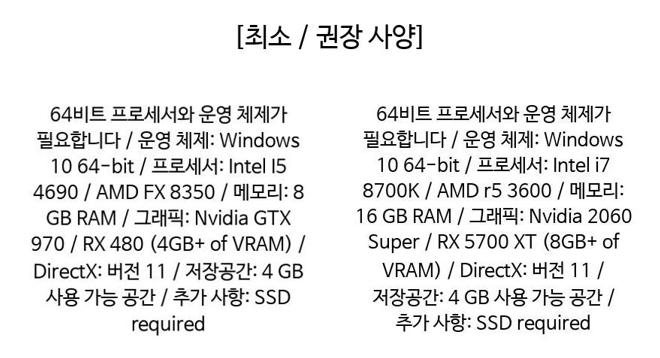 [최소 / 권장 사양]
64비트 프로세서와 운영 체제가
필요합니다 / 운영 체제: Windows
10 64-bit / 프로세서: Intel I5
4690 / AMD FX 8350 / 메모리: 8
GB RAM / 그래픽: Nvidia GTX
970 / RX 480 (4GB+ of VRAM) /
DirectX: 버전 11 / 저장공간: 4 GB
사용 가능 공간 / 추가 사항: SSD
required
64비트 프로세서와 운영 체제가
필요합니다 / 운영 체제: Windows
10 64-bit / 프로세서: Intel i7
8700K / AMD r5 3600 / 메모리:
16 GB RAM / 그래픽: Nvidia 2060
Super / RX 5700 XT (8GB+ of
VRAM) / DirectX: 버전 11 /
저장공간: 4 GB 사용 가능 공간 /
추가 사항: SSD required